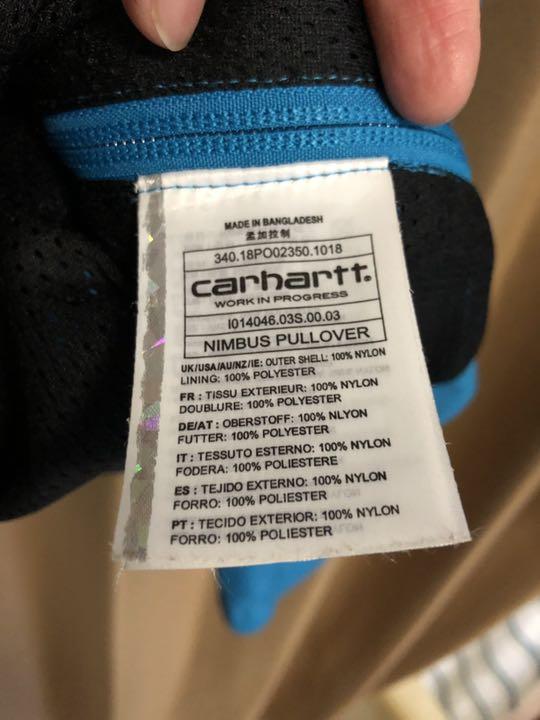 MADE IN BANGLADESH
孟加拉制
340.18PO02350.1018
carhartt.
WORK IN PROGRESS
I014046.03S.00.03
NIMBUS PULLOVER
UK/USA/AU/NZ/IE: OUTER SHELL: 100% NYLON
LINING: 100% POLYESTER
FR : TISSU EXTERIEUR: 100% NYLON
DOUBLURE: 100% POLYESTER
DE/AT : OBERSTOFF: 100% NLYON
FUTTER: 100% POLYESTER
IT : TESSUTO ESTERNO: 100% NYLON
FODERA: 100% POLIESTERE
ES : TEJIDO EXTERNO: 100% NYLON
FORRO: 100% POLIESTER
PT : TECIDO EXTERIOR: 100% NYLON
FORRO: 100% POLIESTER